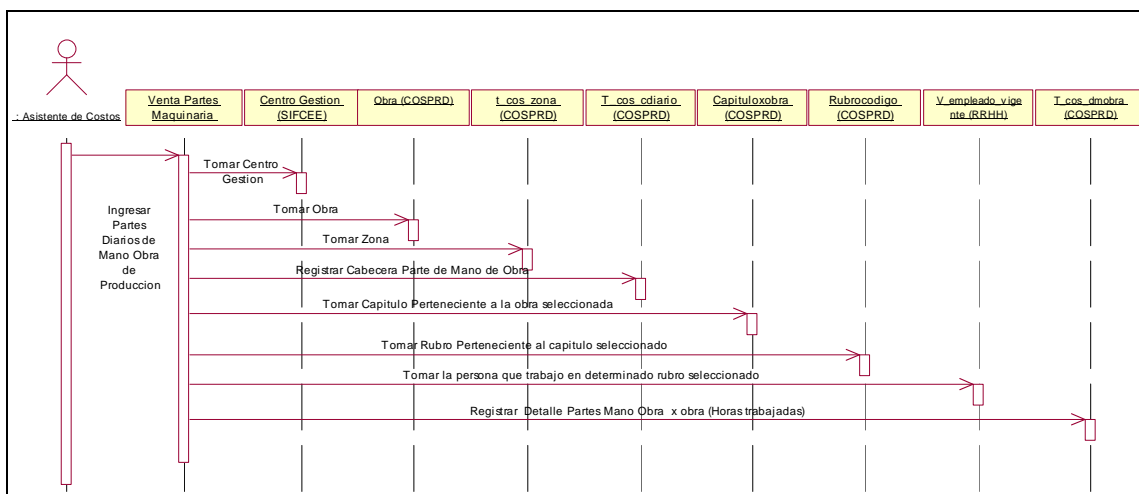 : Asistente de Costos
Venta Partes
Maquinaria
Centro Gestion
(SIFCEE)
Obra (COSPRD)
t_cos_zona
(COSPRD)
T_cos_cdiario
(COSPRD)
Capituloxobra
(COSPRD)
Rubrocodigo
(COSPRD)
V_empleado_vige
nte (RRHH)
T_cos_dmobra
(COSPRD)
Ingresar
Partes
Diarios de
Mano Obra
de
Produccion
Tomar Centro
Gestion
Tomar Obra
Tomar Zona
Registrar Cabecera Parte de Mano de Obra
Tomar Capitulo Perteneciente a la obra seleccionada
Tomar Rubro Perteneciente al capitulo seleccionado
Tomar la persona que trabajo en determinado rubro seleccionado
Registrar Detalle Partes Mano Obra x obra (Horas trabajadas)